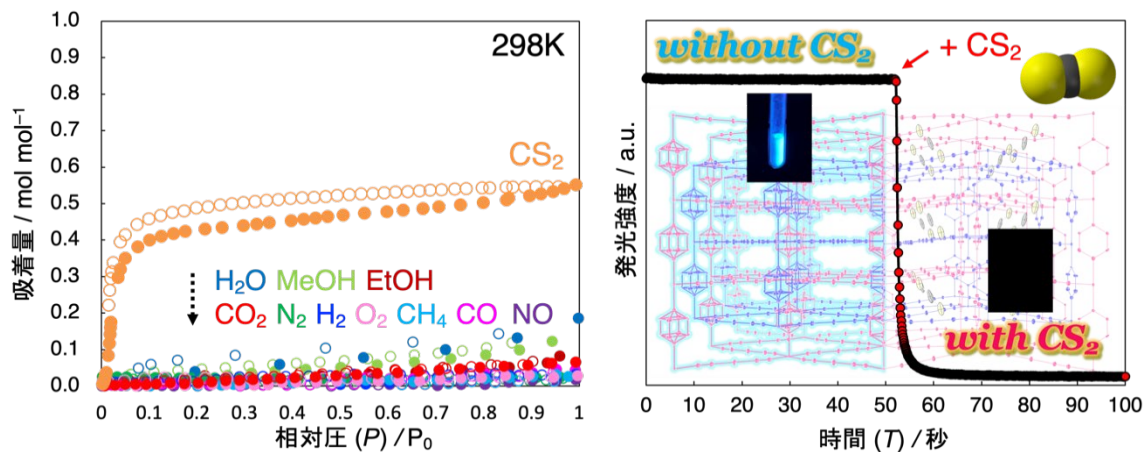 1.0
0.9
0.8
0.7
0.6
0.5
0.4
0.3
0.2
0.1
0.0
吸着量 / mol mol⁻¹
298K
CS₂
H₂O MeOH EtOH
CO₂ N₂ H₂ O₂ CH₄ CO NO
0 0.1 0.2 0.3 0.4 0.5 0.6 0.7 0.8 0.9 1
相対圧 (P) / P₀
発光強度 / a.u.
without CS₂
+ CS₂
with CS₂
0 10 20 30 40 50 60 70 80 90 100
時間 (T) / 秒